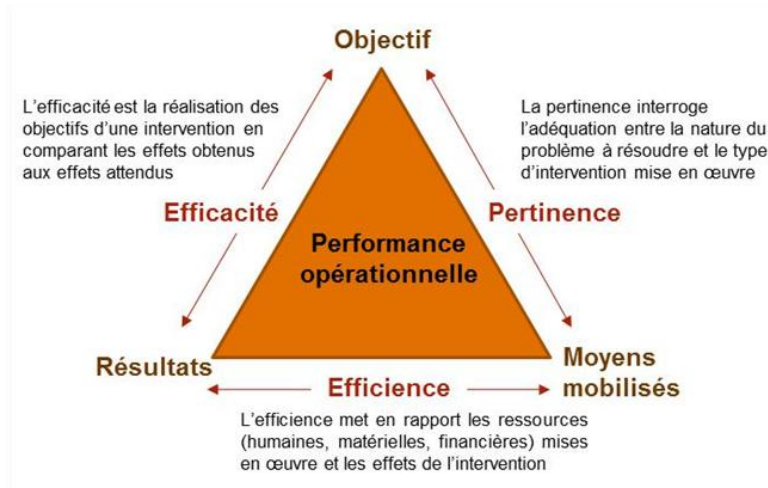 Objectif
L'efficacité est la réalisation des
objectifs d'une intervention en
comparant les effets obtenus
aux effets attendus
La pertinence interroge
l'adéquation entre la nature du
problème à résoudre et le type
d'intervention mise en œuvre
Efficacité
Pertinence
Performance
opérationnelle
Résultats
Moyens
mobilisés
Efficience
L'efficience met en rapport les ressources
(humaines, matérielles, financières) mises
en œuvre et les effets de l'intervention